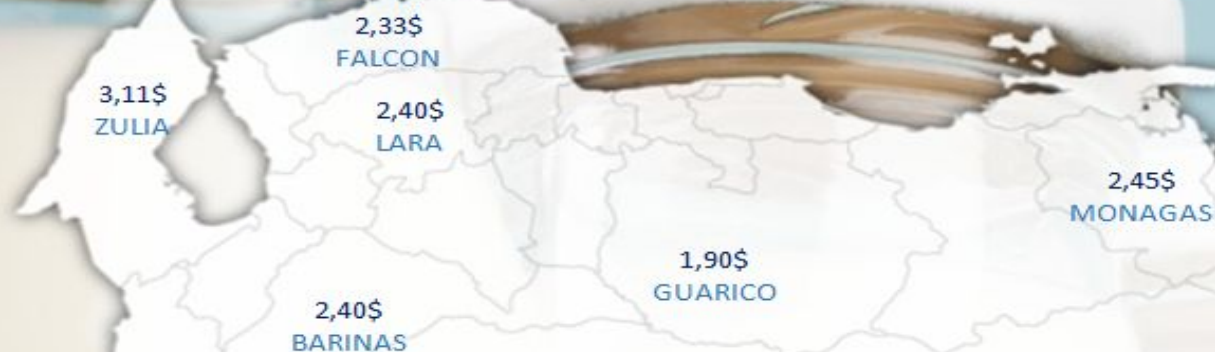 2,33$
FALCON
3,11$
ZULIA
2,40$
LARA
2,45$
MONAGAS
1,90$
GUARICO
2,40$
BARINAS